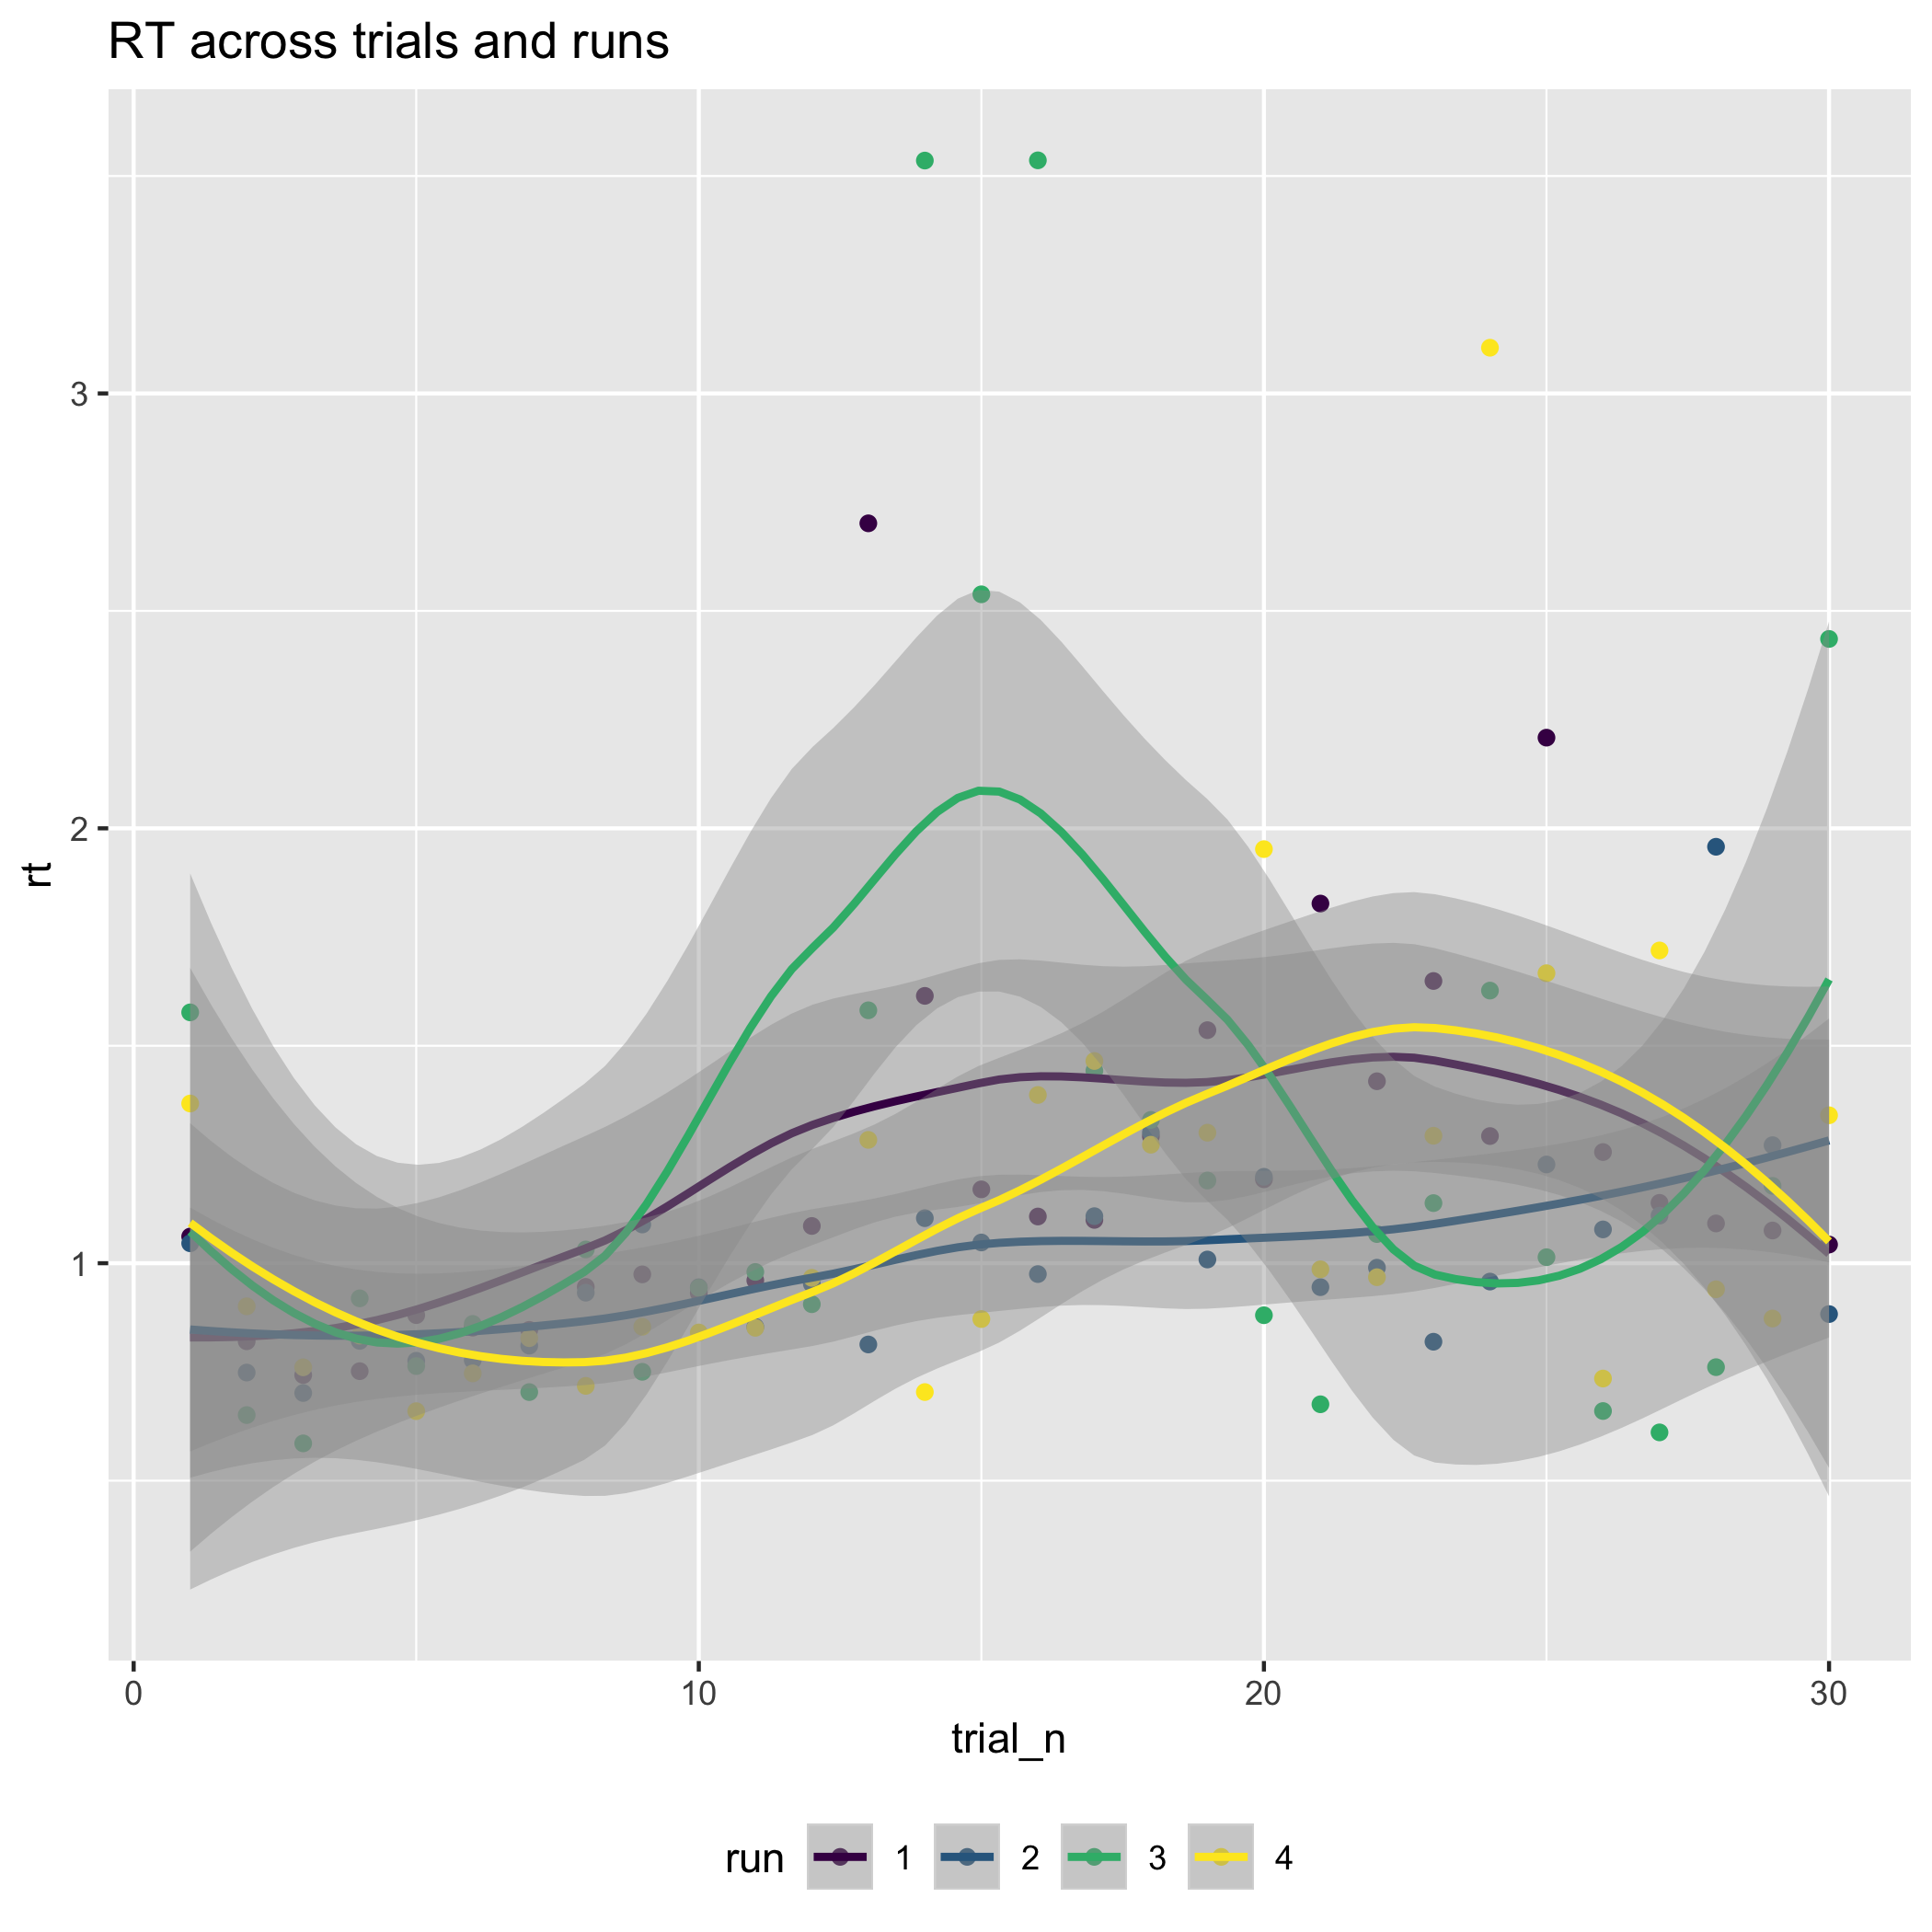 RT across trials and runs
3
2
1
rt
0 10 20 30
trial_n
run 1 2 3 4